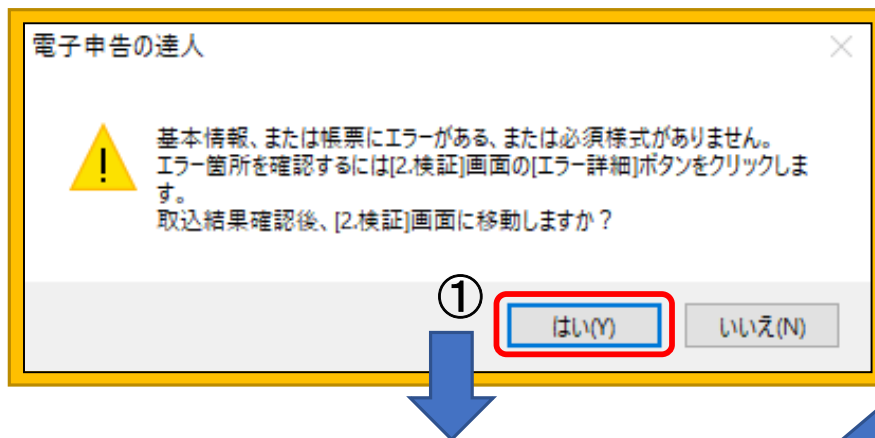 電子申告の達人
基本情報、または帳票にエラーがある、または必須様式がありません。
エラー箇所を確認するには[2.検証]画面の[エラー詳細]ボタンをクリックしま
す。
取込結果確認後、[2.検証]画面に移動しますか？
①
はい(Y)
いいえ(N)